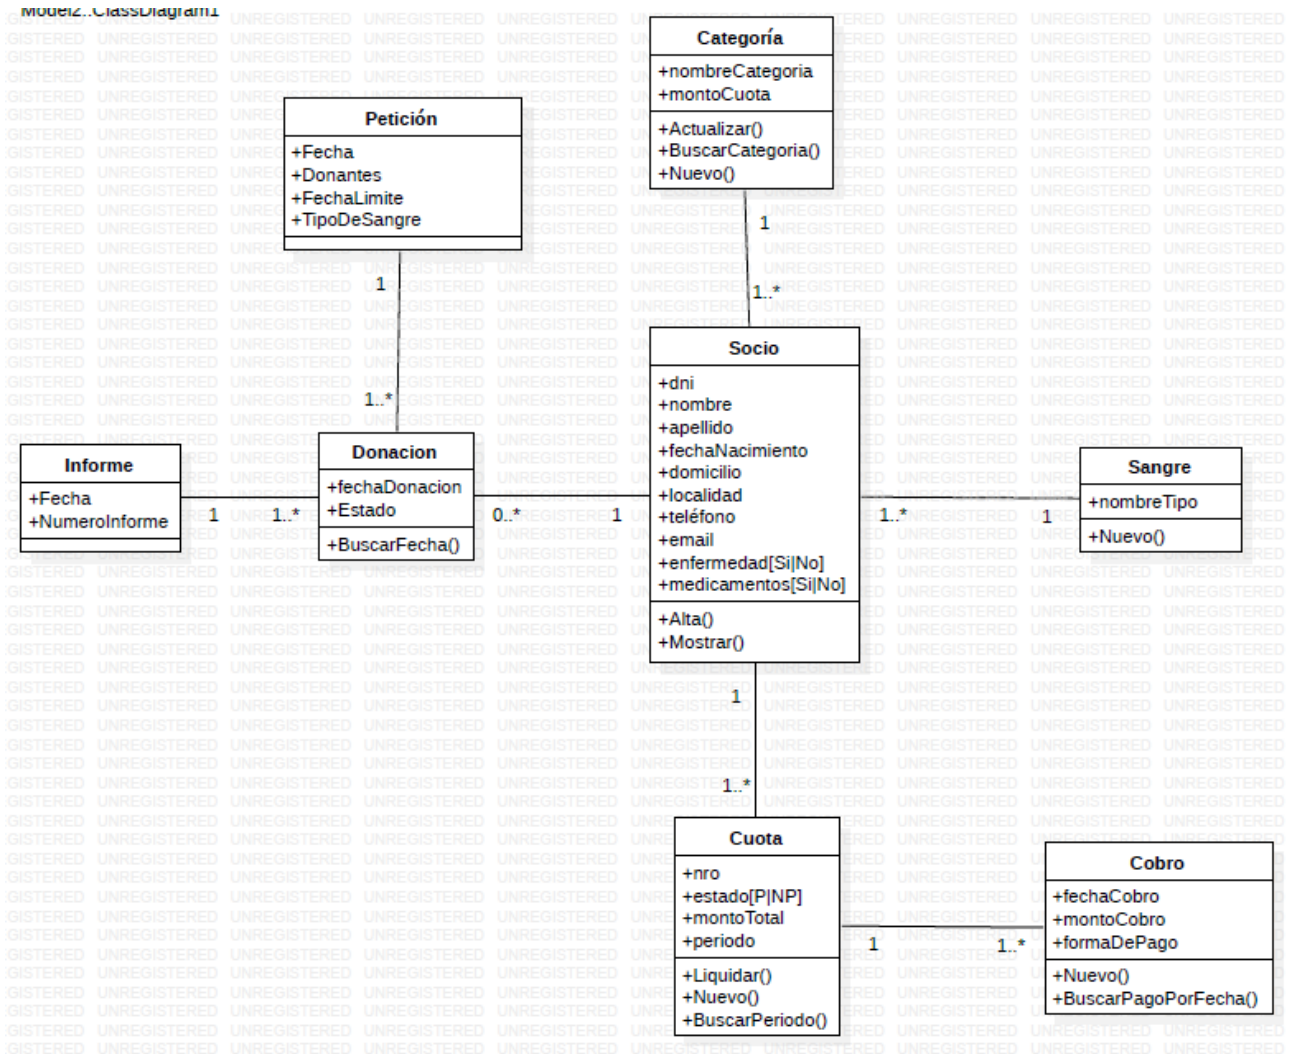 Model2::ClassDiagram1
Categoría
+nombreCategoria
+montoCuota
+Actualizar()
+BuscarCategoria()
+Nuevo()
Petición
+Fecha
+Donantes
+FechaLimite
+TipoDeSangre
1
1..*
1
1..*
Socio
+dni
+nombre
+apellido
+fechaNacimiento
+domicilio
+localidad
+teléfono
+email
+enfermedad[Si|No]
+medicamentos[Si|No]
+Alta()
+Mostrar()
Informe
+Fecha
+NumeroInforme
1
1..*
Donacion
+fechaDonacion
+Estado
+BuscarFecha()
0..*
1
1..*
1
Sangre
+nombreTipo
+Nuevo()
1
1..*
Cuota
+nro
+estado[P|NP]
+montoTotal
+periodo
+Liquidar()
+Nuevo()
+BuscarPeriodo()
1
1..*
Cobro
+fechaCobro
+montoCobro
+formaDePago
+Nuevo()
+BuscarPagoPorFecha()
UNREGISTERED